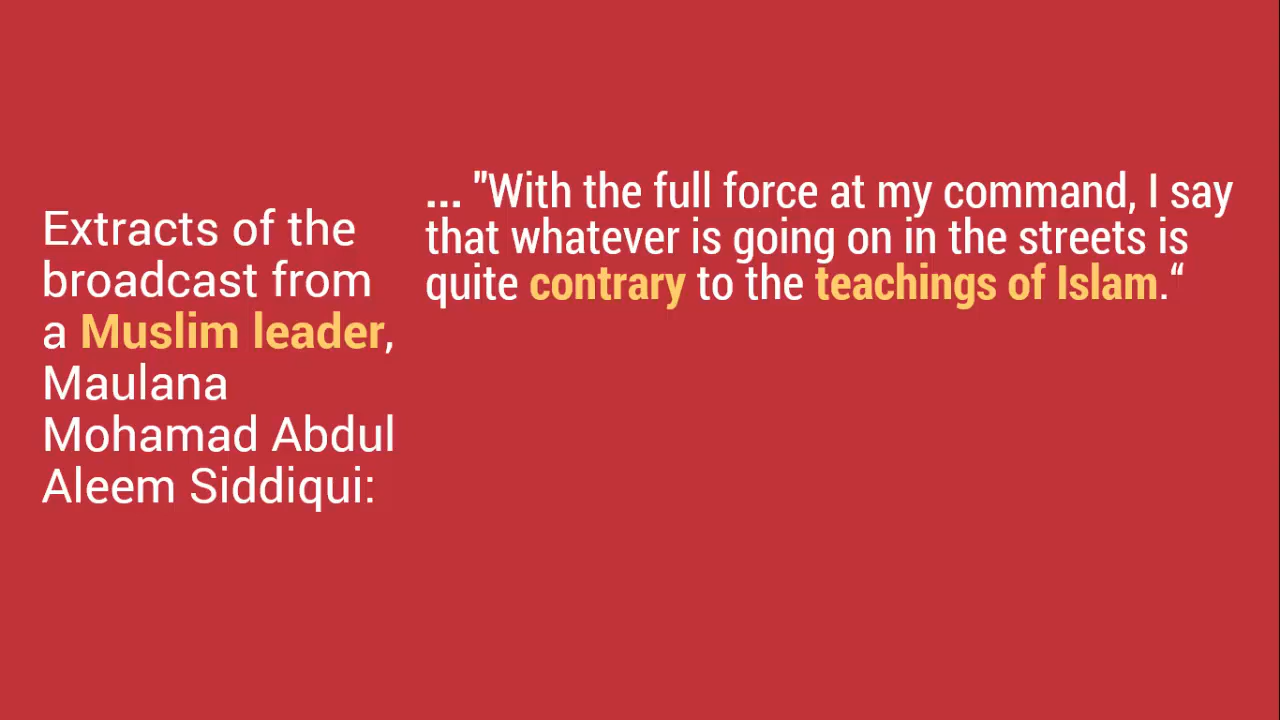 Extracts of the
broadcast from
a Muslim leader,
Maulana
Mohamad Abdul
Aleem Siddiqui:
... "With the full force at my command, I say
that whatever is going on in the streets is
quite contrary to the teachings of Islam.“